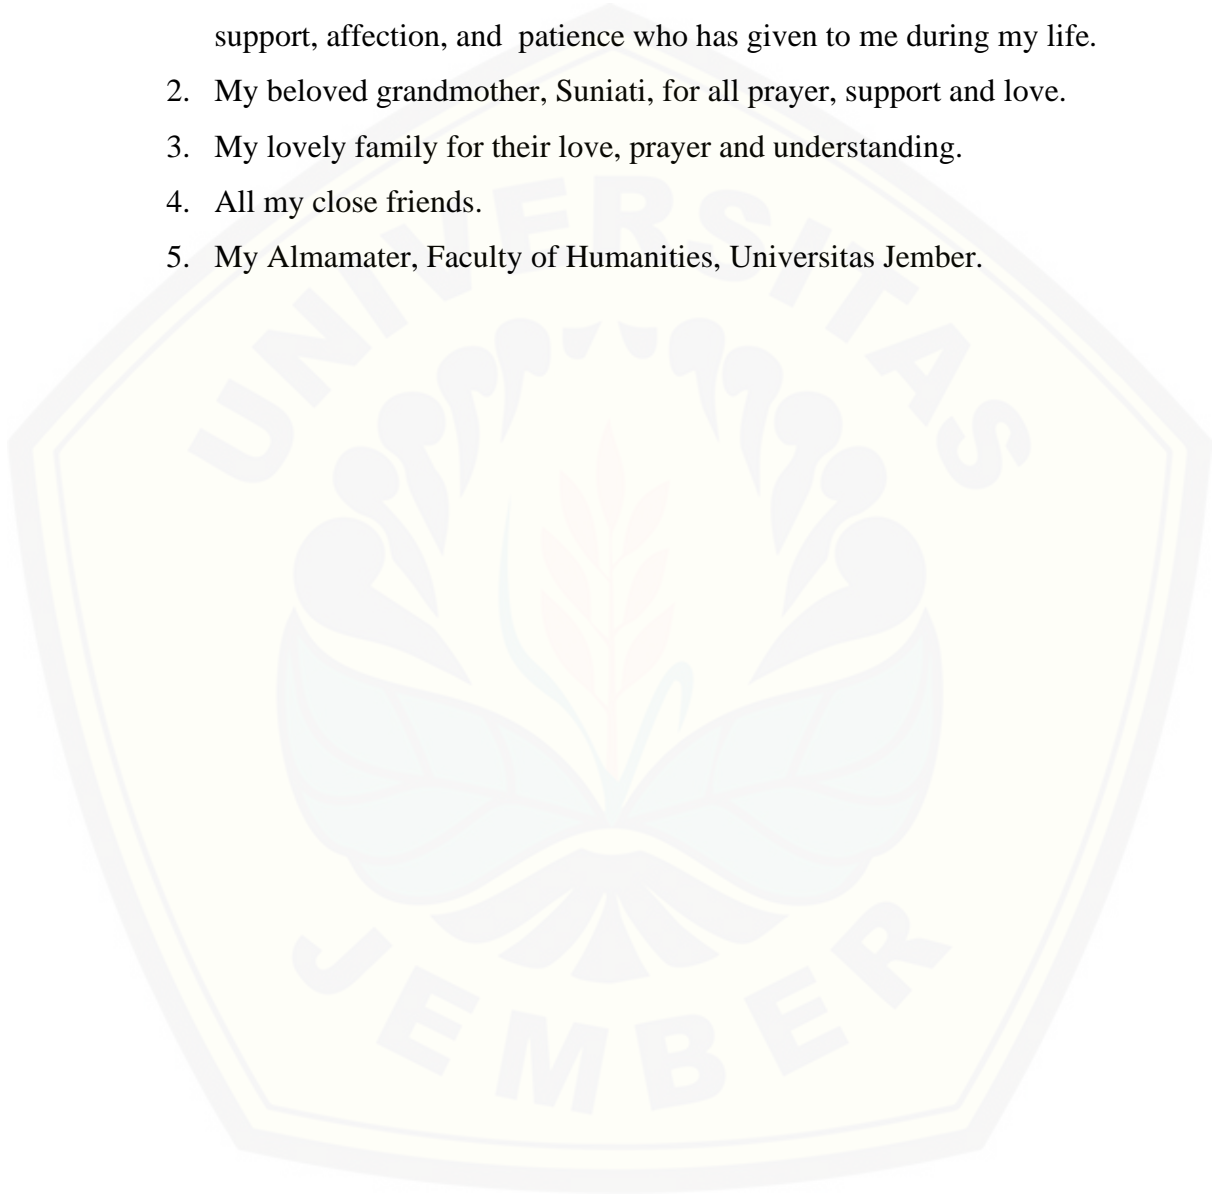 support, affection, and  patience who has given to me during my life.
2. My beloved grandmother, Suniati, for all prayer, support and love.
3. My lovely family for their love, prayer and understanding.
4. All my close friends.
5. My Almamater, Faculty of Humanities, Universitas Jember.
UNIVERSITAS
JEMBER